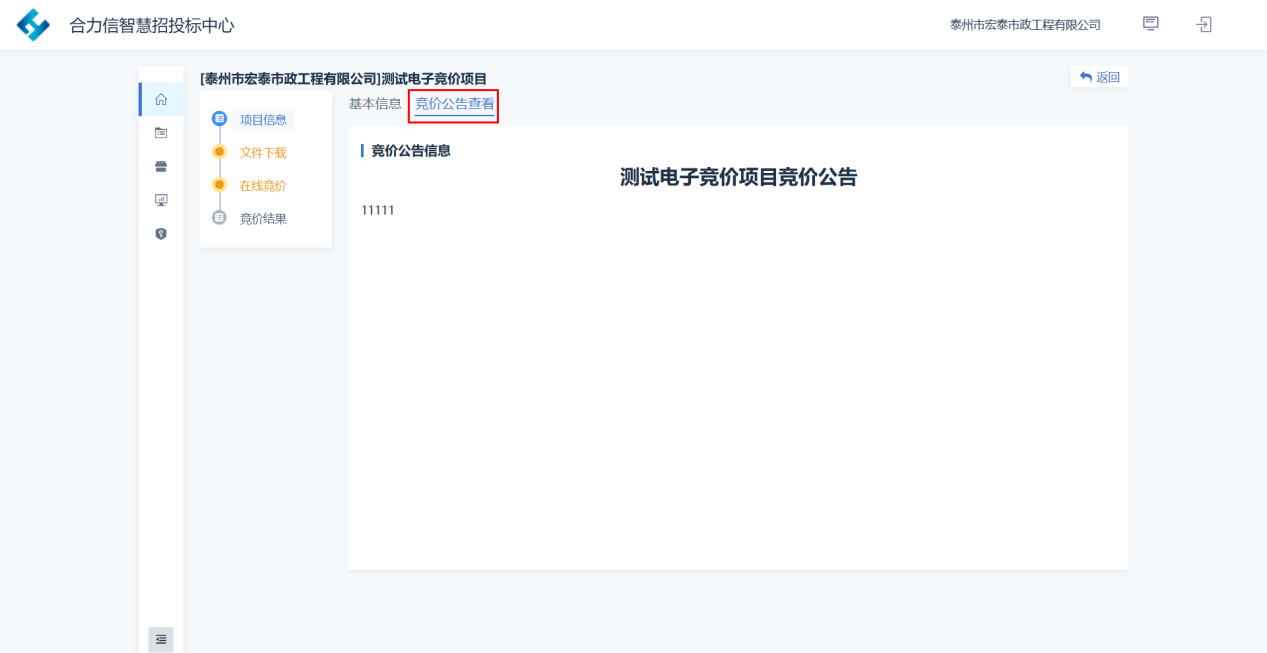 合力信智慧招投标中心
泰州市宏泰市政工程有限公司
[泰州市宏泰市政工程有限公司]测试电子竞价项目
返回
项目信息
文件下载
在线竞价
竞价结果
基本信息 竞价公告查看
竞价公告信息
测试电子竞价项目竞价公告
11111